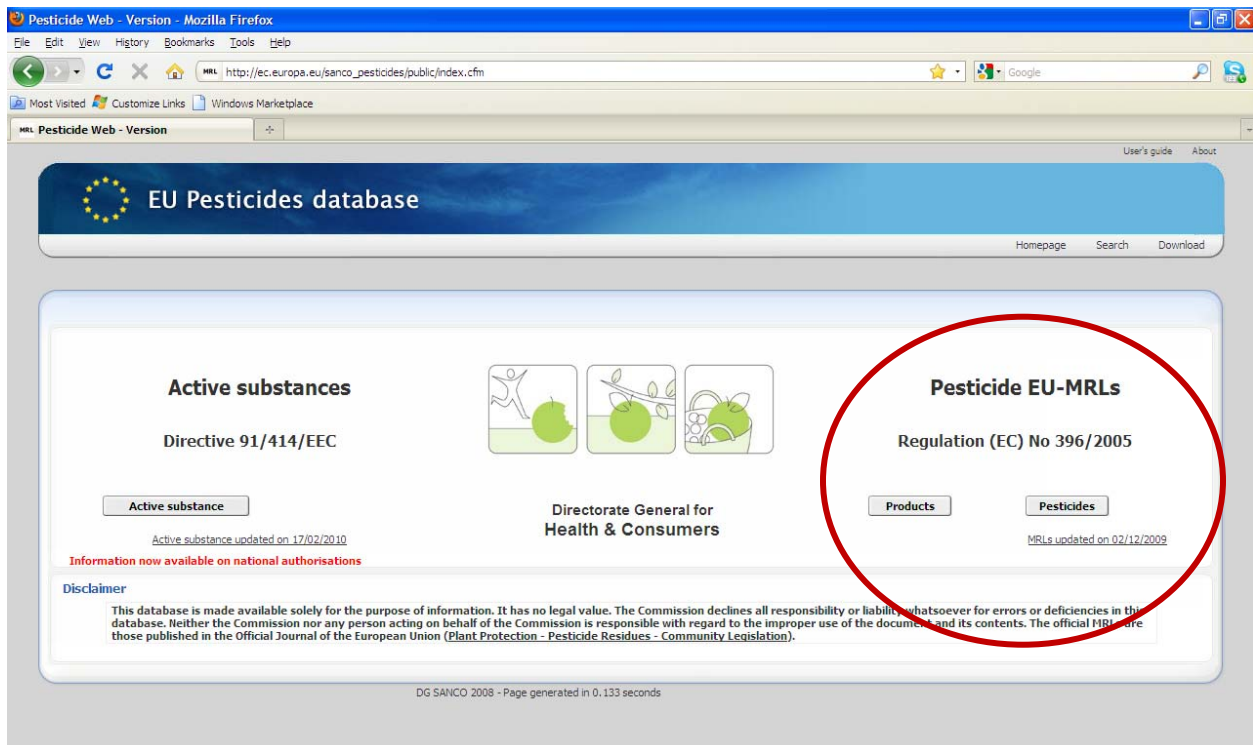 Pesticide Web - Version - Mozilla Firefox
File Edit View History Bookmarks Tools Help
MRL http://ec.europa.eu/sanco_pesticides/public/index.cfm Google
Most Visited Customize Links Windows Marketplace
MRL Pesticide Web - Version
User's guide About
EU Pesticides database
Homepage Search Download
Active substances
Directive 91/414/EEC
Active substance
Active substance updated on 17/02/2010
Information now available on national authorisations
Directorate General for
Health & Consumers
Pesticide EU-MRLs
Regulation (EC) No 396/2005
Products Pesticides
MRLs updated on 02/12/2009
Disclaimer
This database is made available solely for the purpose of information. It has no legal value. The Commission declines all responsibility or liability whatsoever for errors or deficiencies in this
database. Neither the Commission nor any person acting on behalf of the Commission is responsible with regard to the improper use of the document and its contents. The official MRLs are
those published in the Official Journal of the European Union (Plant Protection - Pesticide Residues - Community Legislation).
DG SANCO 2008 - Page generated in 0.133 seconds